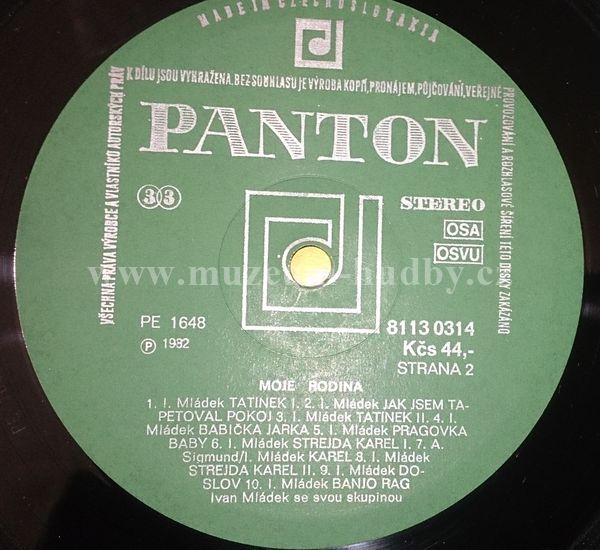 MADE IN CZECHOSLOVAKIA
VŠECHNA PRÁVA VÝROBCE A VLASTNÍKŮ AUTORSKÝCH PRÁV
K DÍLU JSOU VYHRAŽENA. BEZ SOUHLASU JE VÝROBA KOPIÍ, PRONÁJEM, PŮJČOVÁNÍ, VEŘEJNÉ
PROVOZOVÁNÍ A ROZHLASOVÉ ŠÍŘENÍ TÉTO DESKY ZAKÁZÁNO
PANTON
33
STEREO
OSA
OSVU
www.muzeum-hudby.c
PE 1648
8113 0314
Ⓟ 1982
Kčs 44,-
STRANA 2
MOJE RODINA
1. I. Mládek TATÍNEK I. 2. I. Mládek JAK JSEM TA-
PETOVAL POKOJ 3. I. Mládek TATÍNEK II. 4. I.
Mládek BABIČKA JARKA 5. I. Mládek PRAGOVKA
BABY 6. I. Mládek STREJDA KAREL I. 7. A.
Sigmund/I. Mládek KAREL 8. I. Mládek
STREJDA KAREL II. 9. I. Mládek DO-
SLOV 10. I. Mládek BANJO RAG
Ivan Mládek se svou skupinou